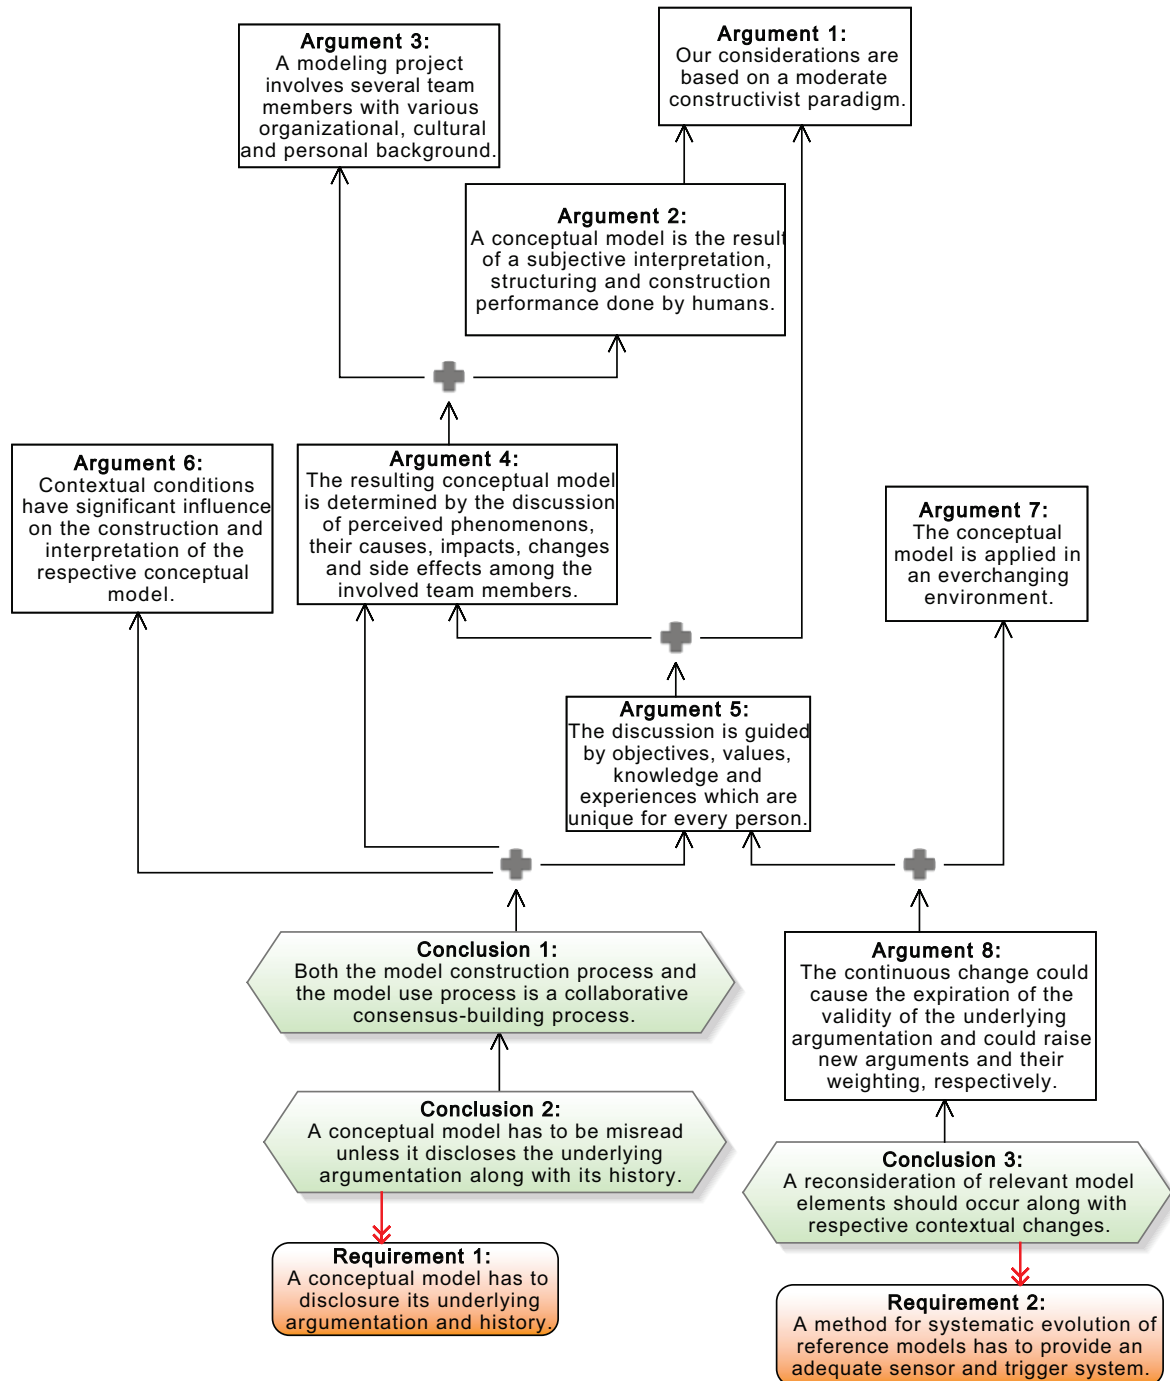 Argument 3:
A modeling project
involves several team
members with various
organizational, cultural
and personal background.
Argument 1:
Our considerations are
based on a moderate
constructivist paradigm.
Argument 2:
A conceptual model is the result
of a subjective interpretation,
structuring and construction
performance done by humans.
Argument 6:
Contextual conditions
have significant influence
on the construction and
interpretation of the
respective conceptual
model.
Argument 4:
The resulting conceptual model
is determined by the discussion
of perceived phenomenons,
their causes, impacts, changes
and side effects among the
involved team members.
Argument 7:
The conceptual
model is applied in
an everchanging
environment.
Argument 5:
The discussion is guided
by objectives, values,
knowledge and
experiences which are
unique for every person.
Conclusion 1:
Both the model construction process and
the model use process is a collaborative
consensus-building process.
Argument 8:
The continuous change could
cause the expiration of the
validity of the underlying
argumentation and could raise
new arguments and their
weighting, respectively.
Conclusion 2:
A conceptual model has to be misread
unless it discloses the underlying
argumentation along with its history.
Conclusion 3:
A reconsideration of relevant model
elements should occur along with
respective contextual changes.
Requirement 1:
A conceptual model has to
disclosure its underlying
argumentation and history.
Requirement 2:
A method for systematic evolution of
reference models has to provide an
adequate sensor and trigger system.